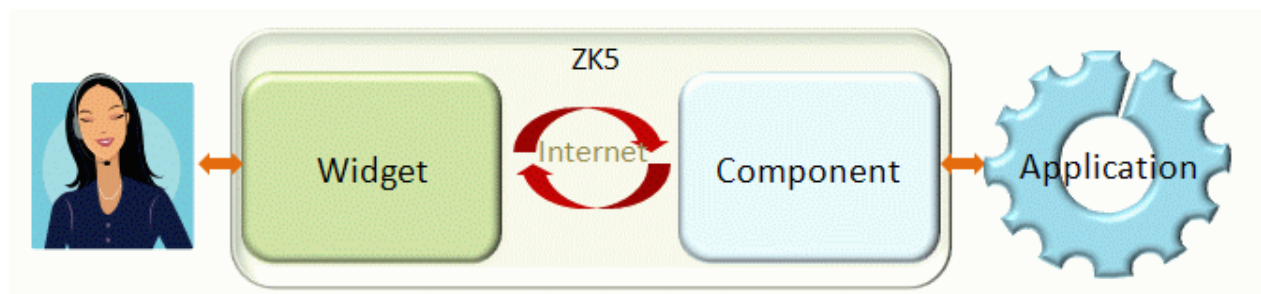 ZK5
Widget
Internet
Component
Application